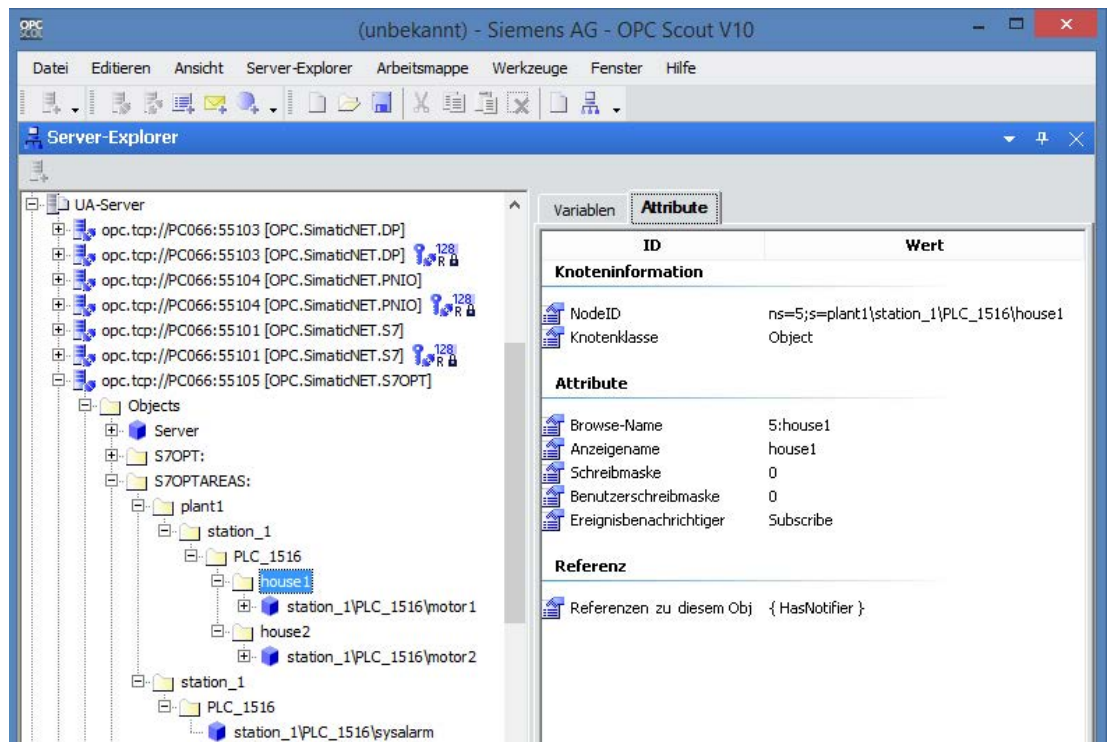 OPC SCOUT
(unbekannt) - Siemens AG - OPC Scout V10
Datei Editieren Ansicht Server-Explorer Arbeitsmappe Werkzeuge Fenster Hilfe
Server-Explorer
UA-Server
opc.tcp://PC066:55103 [OPC.SimaticNET.DP]
opc.tcp://PC066:55103 [OPC.SimaticNET.DP] 128 R
opc.tcp://PC066:55104 [OPC.SimaticNET.PNIO]
opc.tcp://PC066:55104 [OPC.SimaticNET.PNIO] 128 R
opc.tcp://PC066:55101 [OPC.SimaticNET.S7]
opc.tcp://PC066:55101 [OPC.SimaticNET.S7] 128 R
opc.tcp://PC066:55105 [OPC.SimaticNET.S7OPT]
Objects
Server
S7OPT:
S7OPTAREAS:
plant1
station_1
PLC_1516
house1
station_1\PLC_1516\motor1
house2
station_1\PLC_1516\motor2
station_1
PLC_1516
station_1\PLC_1516\sysalarm
Variablen Attribute
ID Wert
Knoteninformation
NodeID ns=5;s=plant1\station_1\PLC_1516\house1
Knotenklasse Object
Attribute
Browse-Name 5:house1
Anzeigename house1
Schreibmaske 0
Benutzerschreibmaske 0
Ereignisbenachrichtiger Subscribe
Referenz
Referenzen zu diesem Obj { HasNotifier }